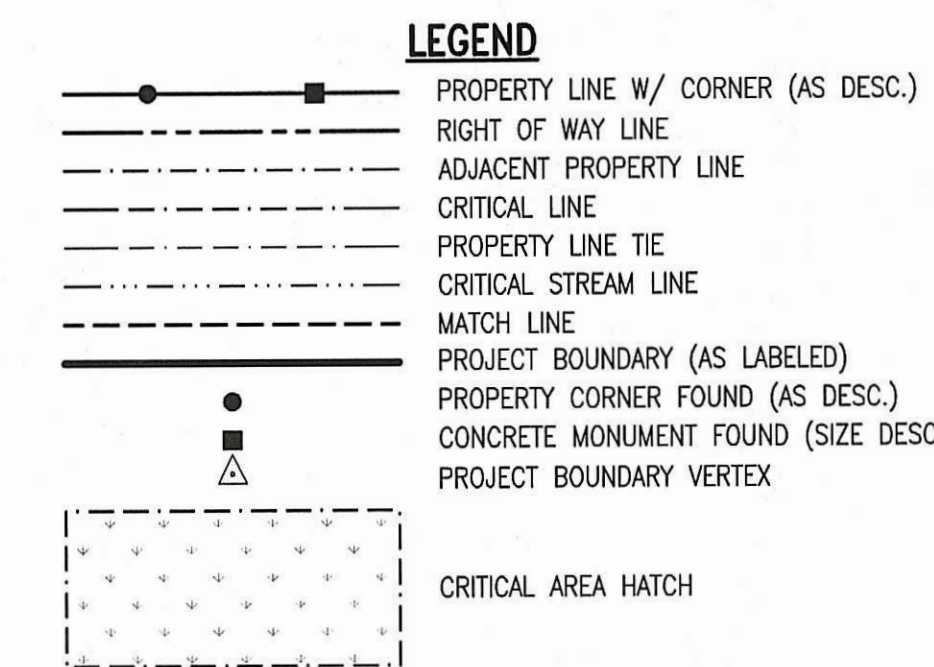 LEGEND
PROPERTY LINE W/ CORNER (AS DESC.)
RIGHT OF WAY LINE
ADJACENT PROPERTY LINE
CRITICAL LINE
PROPERTY LINE TIE
CRITICAL STREAM LINE
MATCH LINE
PROJECT BOUNDARY (AS LABELED)
PROPERTY CORNER FOUND (AS DESC.)
CONCRETE MONUMENT FOUND (SIZE DESC
PROJECT BOUNDARY VERTEX
CRITICAL AREA HATCH